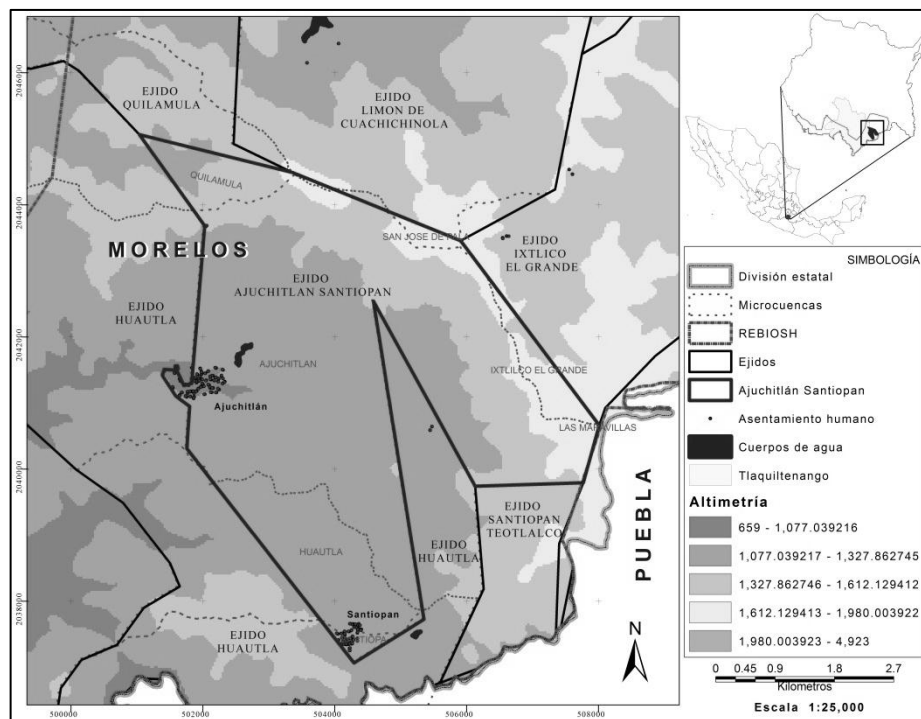 EJIDO
QUILAMULA
EJIDO
LIMON DE
CUACHICHINOLA
QUILAMULA
SAN JOSE DE PALA
EJIDO
IXTLICO
EL GRANDE
MORELOS
EJIDO
AJUCHITLAN SANTIOPAN
EJIDO
HUAUTLA
AJUCHITLAN
IXTLILCO EL GRANDE
Ajuchitlán
LAS MARAVILLAS
EJIDO
SANTIOPAN
TEOTLALCO
EJIDO
HUAUTLA
HUAUTLA
PUEBLA
Santiopan
EJIDO
HUAUTLA
N
2046000
2044000
2042000
2040000
2038000
500000
502000
504000
506000
508000
SIMBOLOGÍA
División estatal
Microcuencas
REBIOSH
Ejidos
Ajuchitlán Santiopan
Asentamiento humano
Cuerpos de agua
Tlaquiltenango
Altimetría
659 - 1,077.039216
1,077.039217 - 1,327.862745
1,327.862746 - 1,612.129412
1,612.129413 - 1,980.003922
1,980.003923 - 4,923
0 0.45 0.9 1.8 2.7
Kilometros
Escala 1:25,000